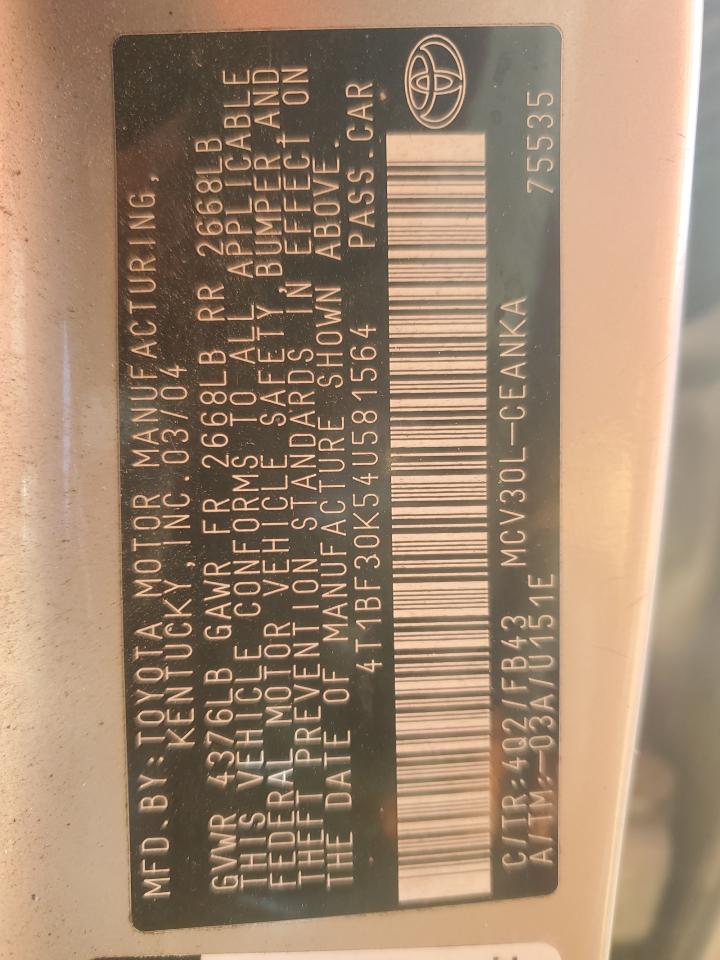 MFD.BY:TOYOTA MOTOR MANUFACTURING,
KENTUCKY,INC.03/04
GVWR 4376LB GAWR FR 2668LB RR 2668LB
THIS VEHICLE CONFORMS TO ALL APPLICABLE
FEDERAL MOTOR VEHICLE SAFETY,BUMPER,AND
THEFT PREVENTION STANDARDS IN EFFECT ON
THE DATE OF MANUFACTURE SHOWN ABOVE.
4T1BF30K54U581564 PASS.CAR
C/TR:4Q2/FB43 MCV30L-CEANKA 75535
A/TM:-03A/U151E